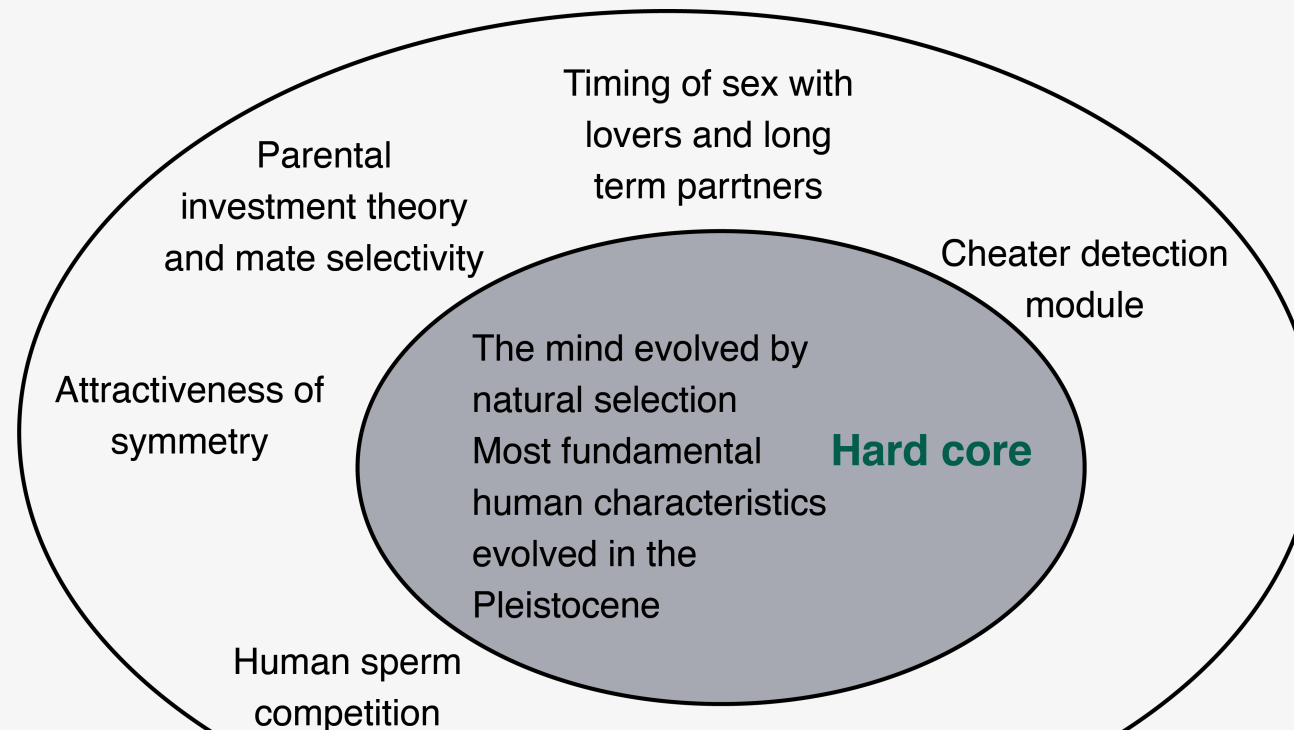 Timing of sex with
lovers and long
term parrtners
Parental
investment theory
and mate selectivity
Cheater detection
module
Attractiveness of
symmetry
The mind evolved by
natural selection
Most fundamental
human characteristics
evolved in the
Pleistocene
Hard core
Human sperm
competition